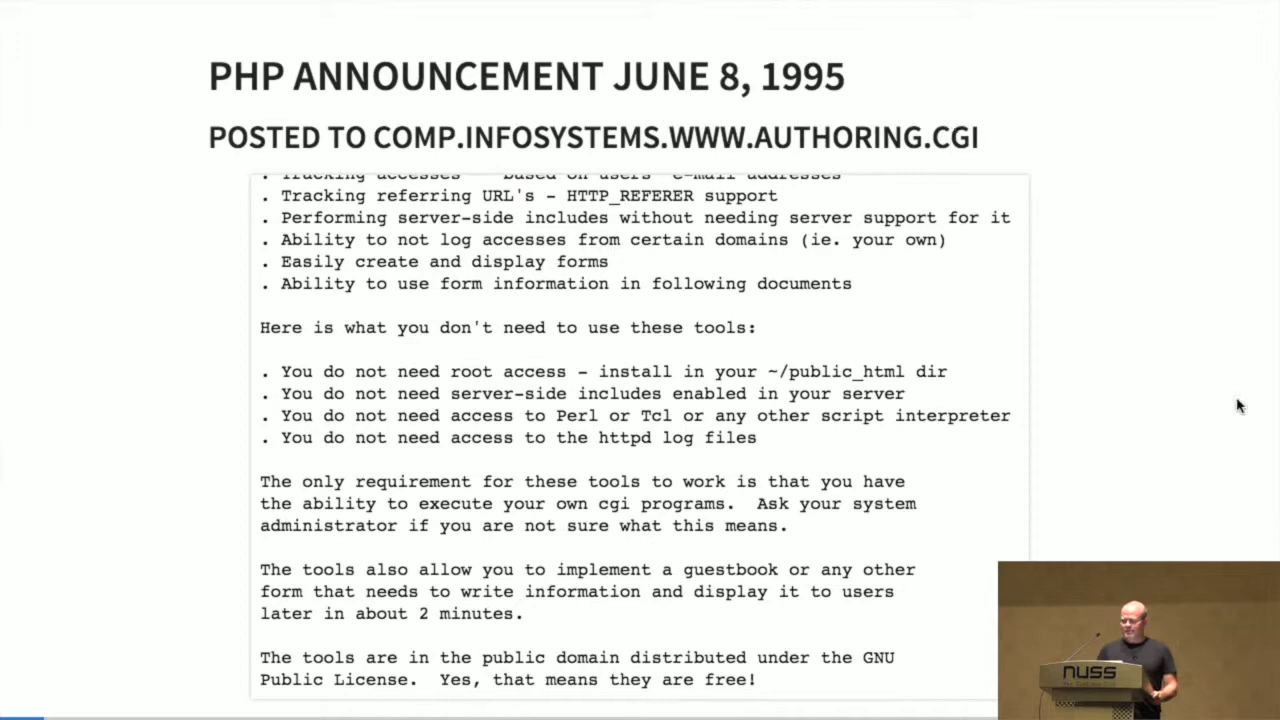 PHP ANNOUNCEMENT JUNE 8, 1995
POSTED TO COMP.INFOSYSTEMS.WWW.AUTHORING.CGI
. Tracking accesses based on users' e-mail addresses
. Tracking referring URL's - HTTP_REFERER support
. Performing server-side includes without needing server support for it
. Ability to not log accesses from certain domains (ie. your own)
. Easily create and display forms
. Ability to use form information in following documents
Here is what you don't need to use these tools:
. You do not need root access - install in your ~/public_html dir
. You do not need server-side includes enabled in your server
. You do not need access to Perl or Tcl or any other script interpreter
. You do not need access to the httpd log files
The only requirement for these tools to work is that you have
the ability to execute your own cgi programs. Ask your system
administrator if you are not sure what this means.
The tools also allow you to implement a guestbook or any other
form that needs to write information and display it to users
later in about 2 minutes.
The tools are in the public domain distributed under the GNU
Public License. Yes, that means they are free!
nuss